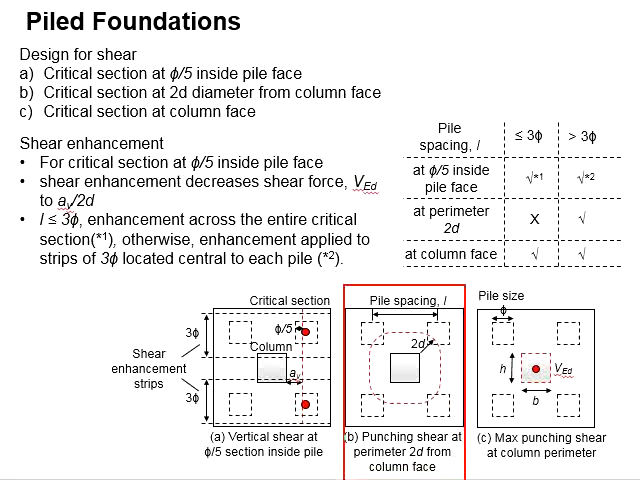 Piled Foundations
Design for shear
a) Critical section at ϕ/5 inside pile face
b) Critical section at 2d diameter from column face
c) Critical section at column face
Shear enhancement
• For critical section at ϕ/5 inside pile face
• shear enhancement decreases shear force, VEd
to av/2d
• l ≤ 3ϕ, enhancement across the entire critical
section(*1), otherwise, enhancement applied to
strips of 3ϕ located central to each pile (*2).
Pile
spacing, l
≤ 3ϕ
> 3ϕ
at ϕ/5 inside
pile face
√*1
√*2
at perimeter
2d
X
√
at column face
√
√
Critical section
3ϕ
ϕ/5
Column
Shear
enhancement
strips
av
3ϕ
(a) Vertical shear at
ϕ/5 section inside pile
Pile spacing, l
2d
(b) Punching shear at
perimeter 2d from
column face
Pile size
ϕ
h
VEd
b
(c) Max punching shear
at column perimeter